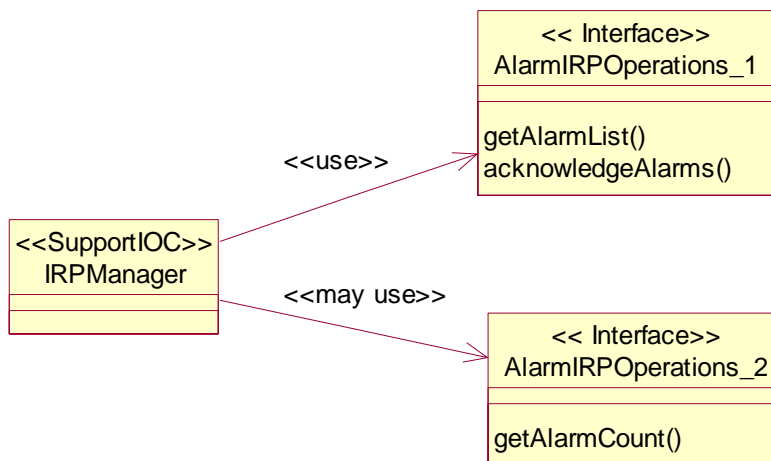 << Interface>>
AlarmIRPOperations_1
getAlarmList()
acknowledgeAlarms()
<<use>>
<<SupportIOC>>
IRPManager
<<may use>>
<< Interface>>
AlarmIRPOperations_2
getAlarmCount()